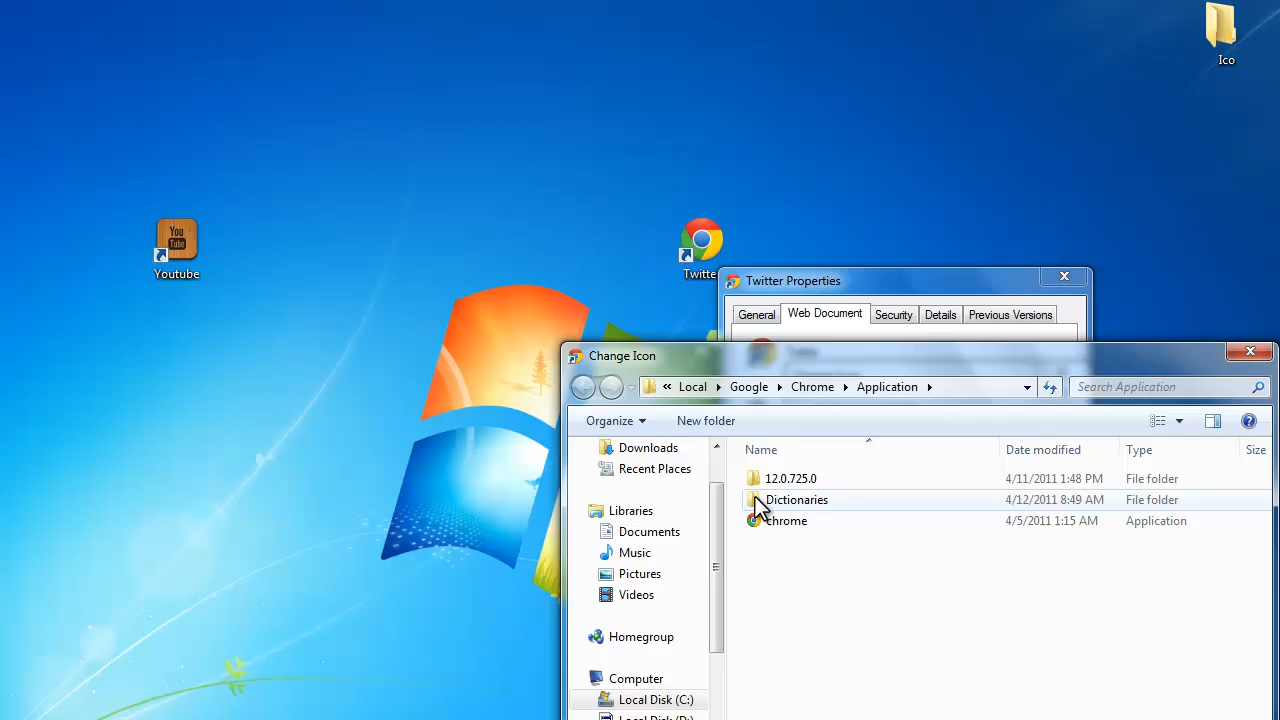 Ico
You
Tube
Youtube
Twitte
Twitter Properties
General
Web Document
Security
Details
Previous Versions
Change Icon
« Local
Google
Chrome
Application
Search Application
Organize
New folder
Name
Date modified
Type
Size
Downloads
Recent Places
Libraries
Documents
Music
Pictures
Videos
Homegroup
Computer
Local Disk (C:)
12.0.725.0
4/11/2011 1:48 PM
File folder
Dictionaries
4/12/2011 8:49 AM
File folder
chrome
4/5/2011 1:15 AM
Application